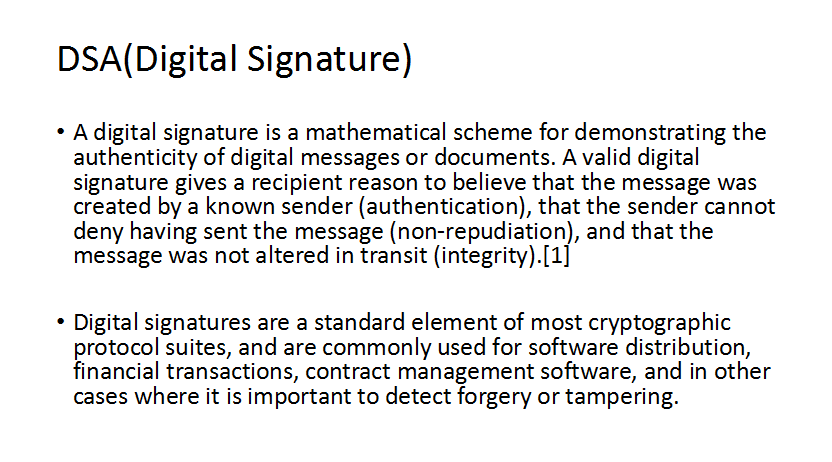 DSA(Digital Signature)
• A digital signature is a mathematical scheme for demonstrating the
authenticity of digital messages or documents. A valid digital
signature gives a recipient reason to believe that the message was
created by a known sender (authentication), that the sender cannot
deny having sent the message (non-repudiation), and that the
message was not altered in transit (integrity).[1]
• Digital signatures are a standard element of most cryptographic
protocol suites, and are commonly used for software distribution,
financial transactions, contract management software, and in other
cases where it is important to detect forgery or tampering.